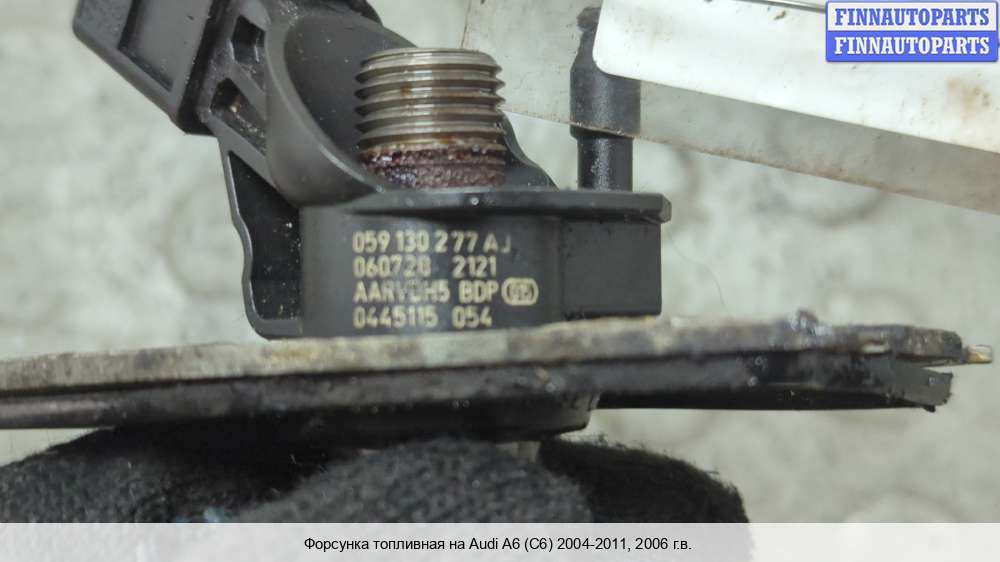 FINNAUTOPARTS
FINNAUTOPARTS
059 130 277 AJ
060720 2121
AARVDH5 BDP
0445115 054
Форсунка топливная на Audi A6 (C6) 2004-2011, 2006 г.в.